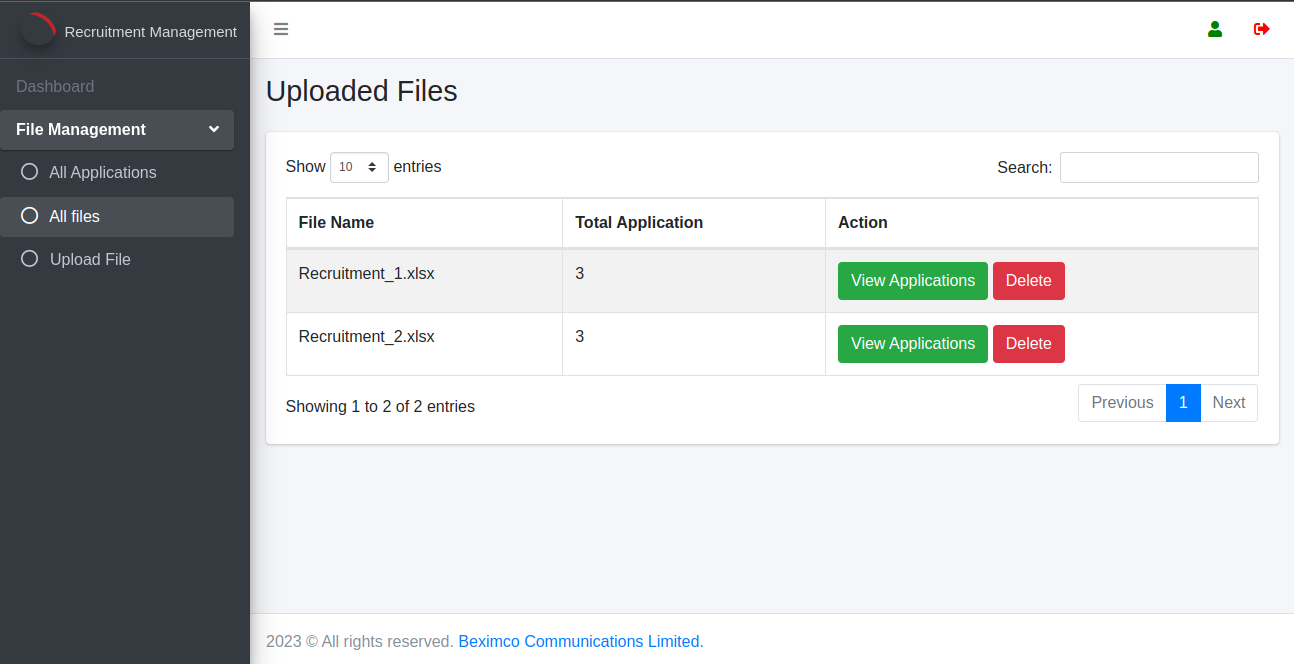 Recruitment Management
Dashboard
File Management
All Applications
All files
Upload File
Uploaded Files
Show 10 entries
Search:
File Name Total Application Action
Recruitment_1.xlsx 3 View Applications Delete
Recruitment_2.xlsx 3 View Applications Delete
Showing 1 to 2 of 2 entries
Previous 1 Next
2023 © All rights reserved. Beximco Communications Limited.